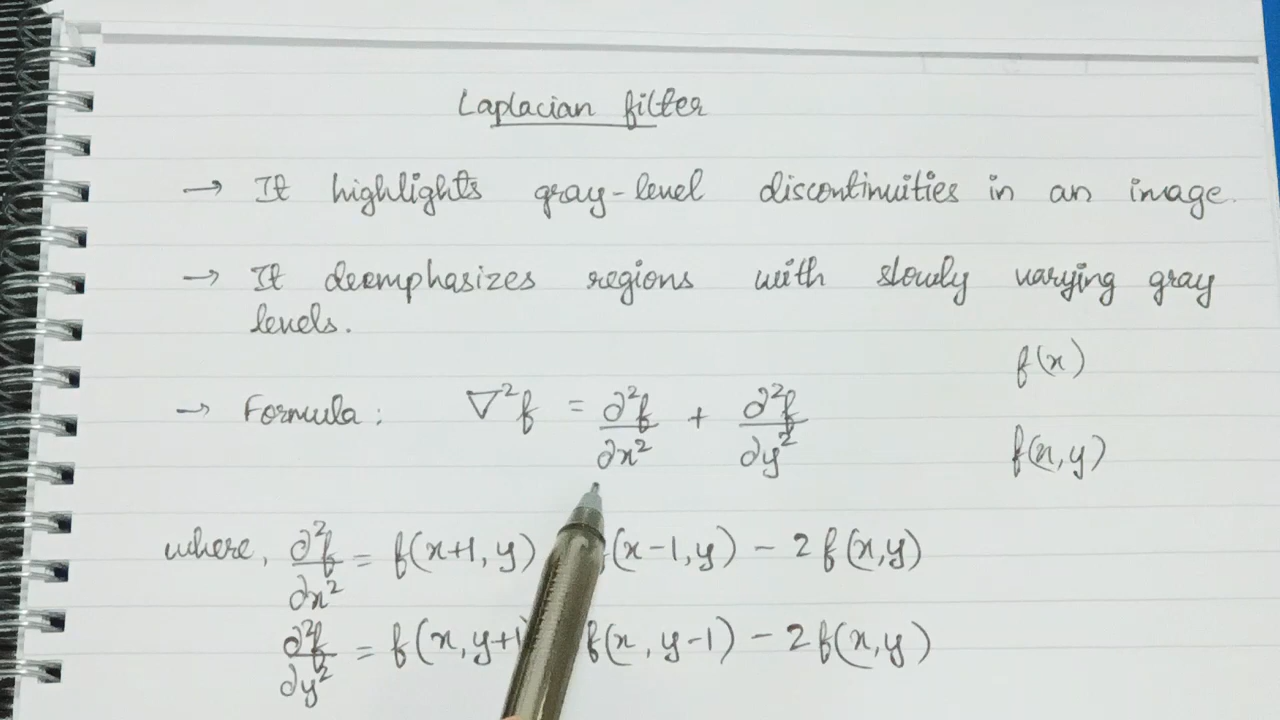 Laplacian filter
→ It highlights gray-level discontinuities in an image.
→ It deemphasizes regions with slowly varying gray
levels.
f(x)
→ Formula: ∇²f = ∂²f/∂x² + ∂²f/∂y²
f(x,y)
where, ∂²f/∂x² = f(x+1, y) (x-1, y) - 2 f(x,y)
∂²f/∂y² = f(x, y+1 f(x, y-1) - 2f(x,y)